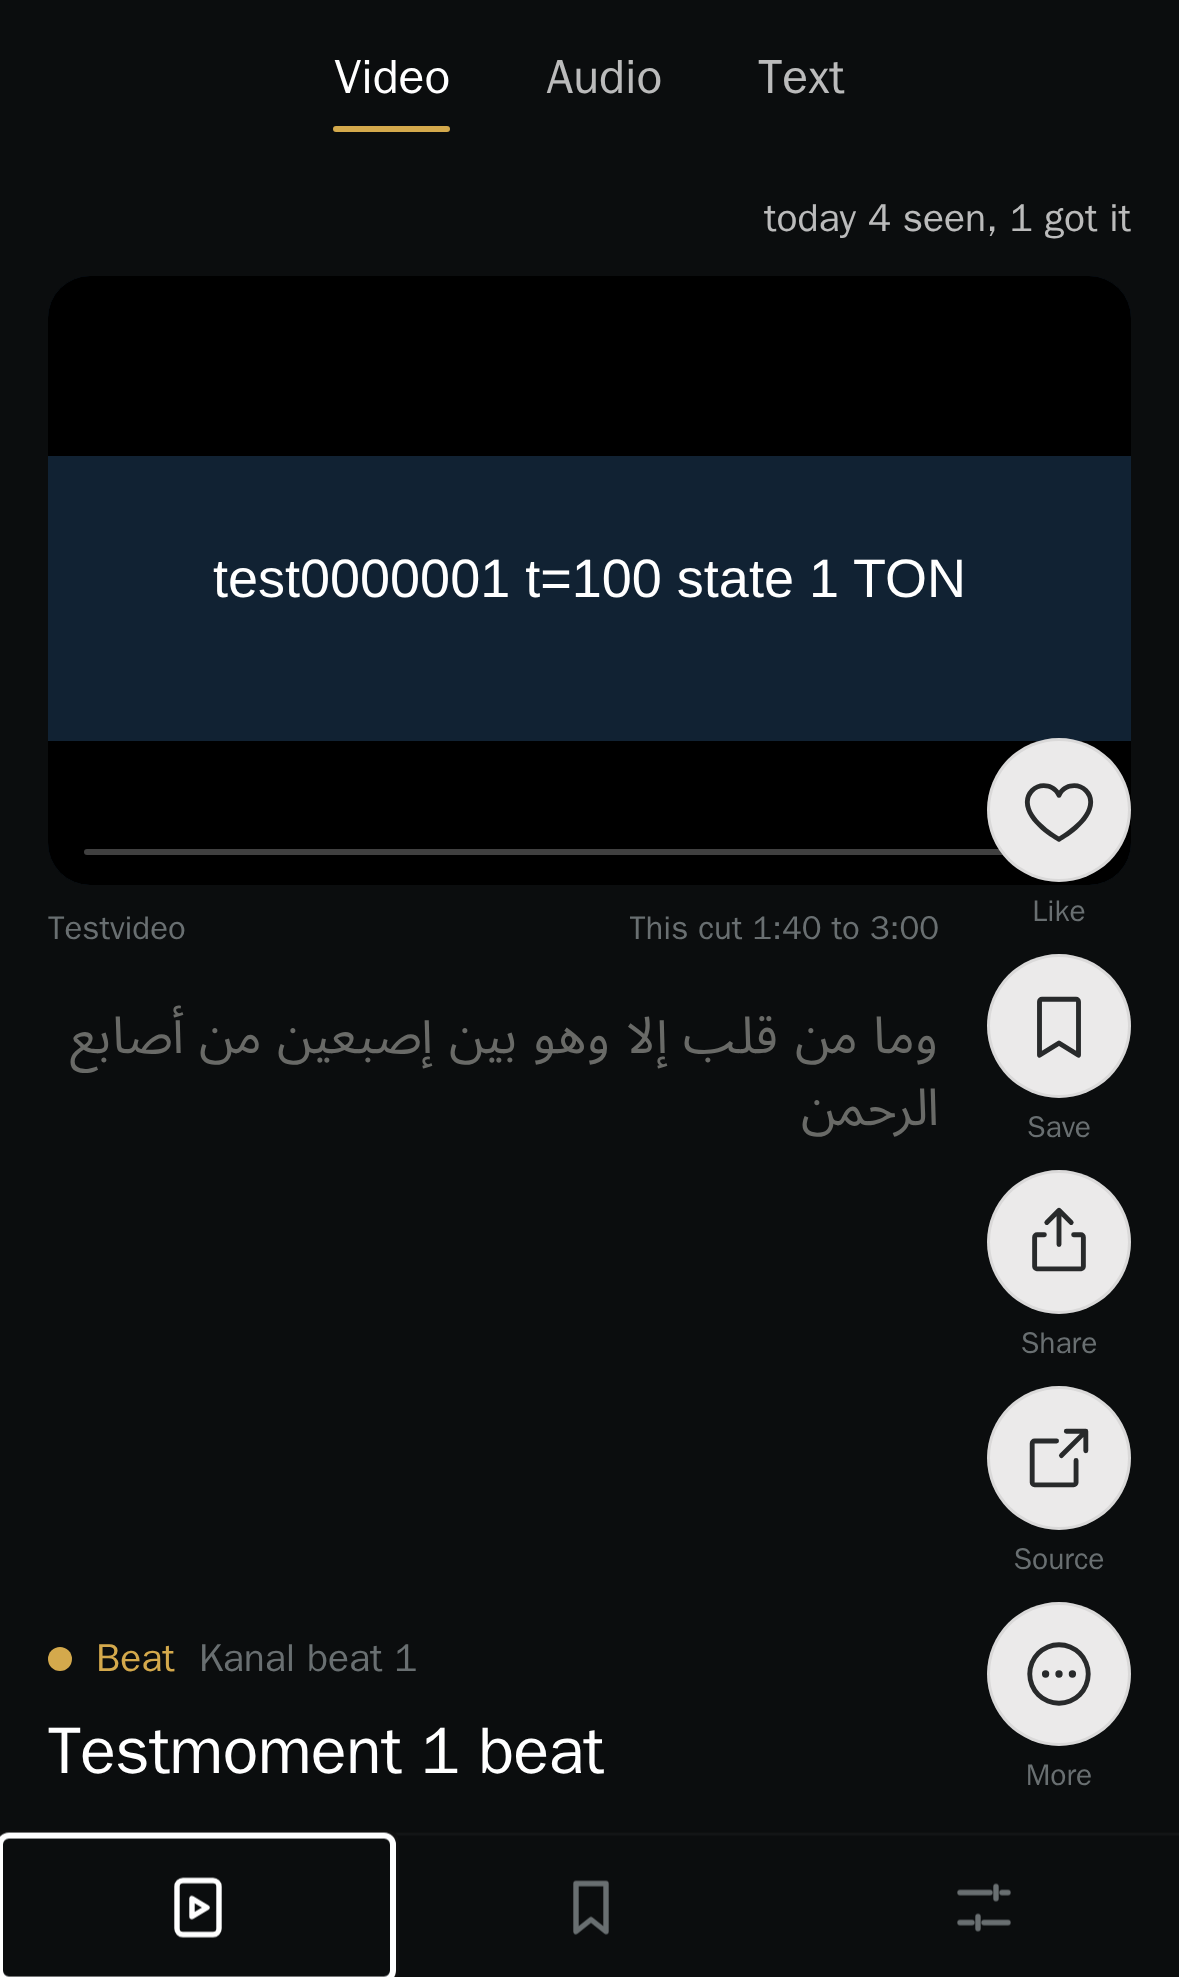 Video Audio Text
today 4 seen, 1 got it
test0000001 t=100 state 1 TON
Like
Testvideo This cut 1:40 to 3:00
وما من قلب إلا وهو بين إصبعين من أصابع
الرحمن
Save
Share
Source
Beat Kanal beat 1
Testmoment 1 beat
More